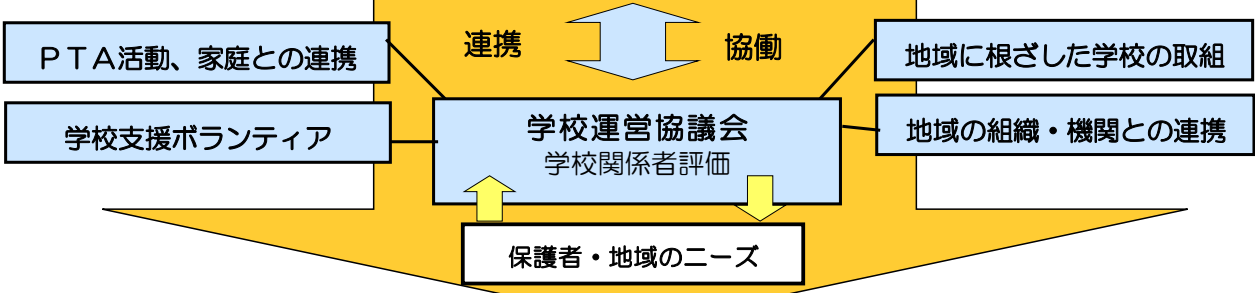 連携
協働
ＰＴＡ活動、家庭との連携
地域に根ざした学校の取組
学校支援ボランティア
学校運営協議会
学校関係者評価
地域の組織・機関との連携
保護者・地域のニーズ